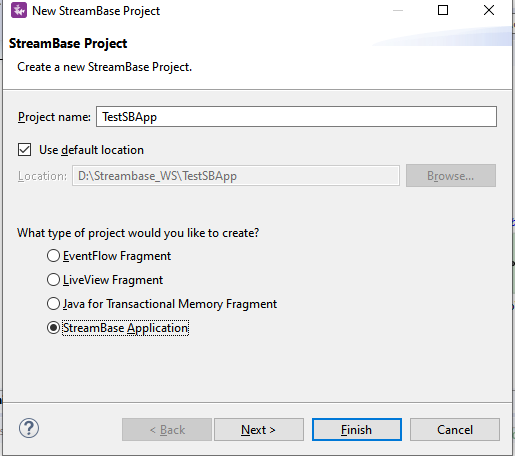 New StreamBase Project
StreamBase Project
Create a new StreamBase Project.
Project name: TestSBApp
Use default location
Location: D:\Streambase_WS\TestSBApp Browse...
What type of project would you like to create?
EventFlow Fragment
LiveView Fragment
Java for Transactional Memory Fragment
StreamBase Application
? < Back Next > Finish Cancel